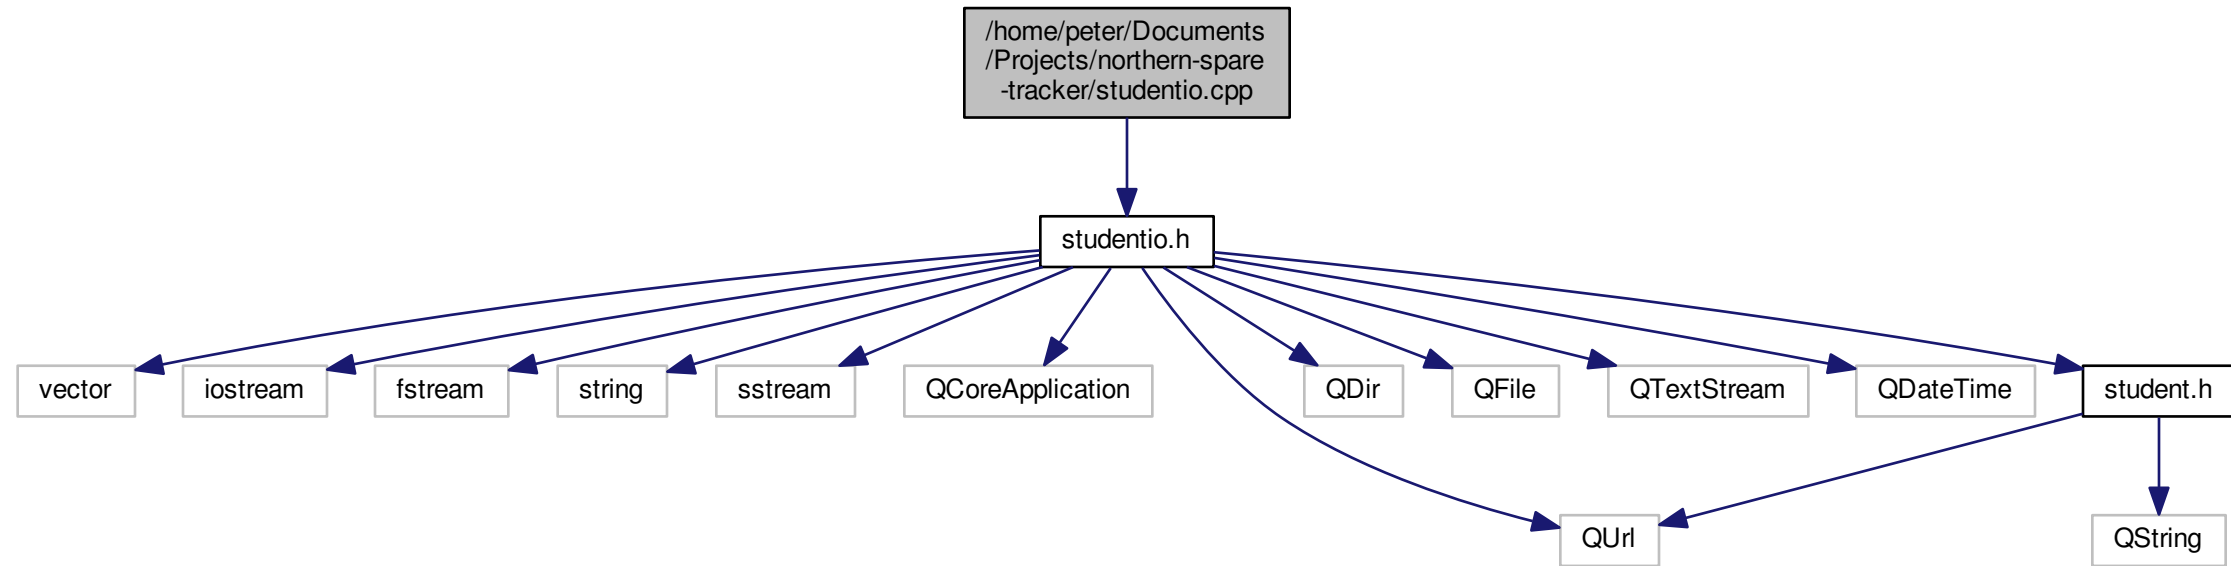 /home/peter/Documents
/Projects/northern-spare
-tracker/studentio.cpp
studentio.h
vector
iostream
fstream
string
sstream
QCoreApplication
QDir
QFile
QTextStream
QDateTime
student.h
QUrl
QString